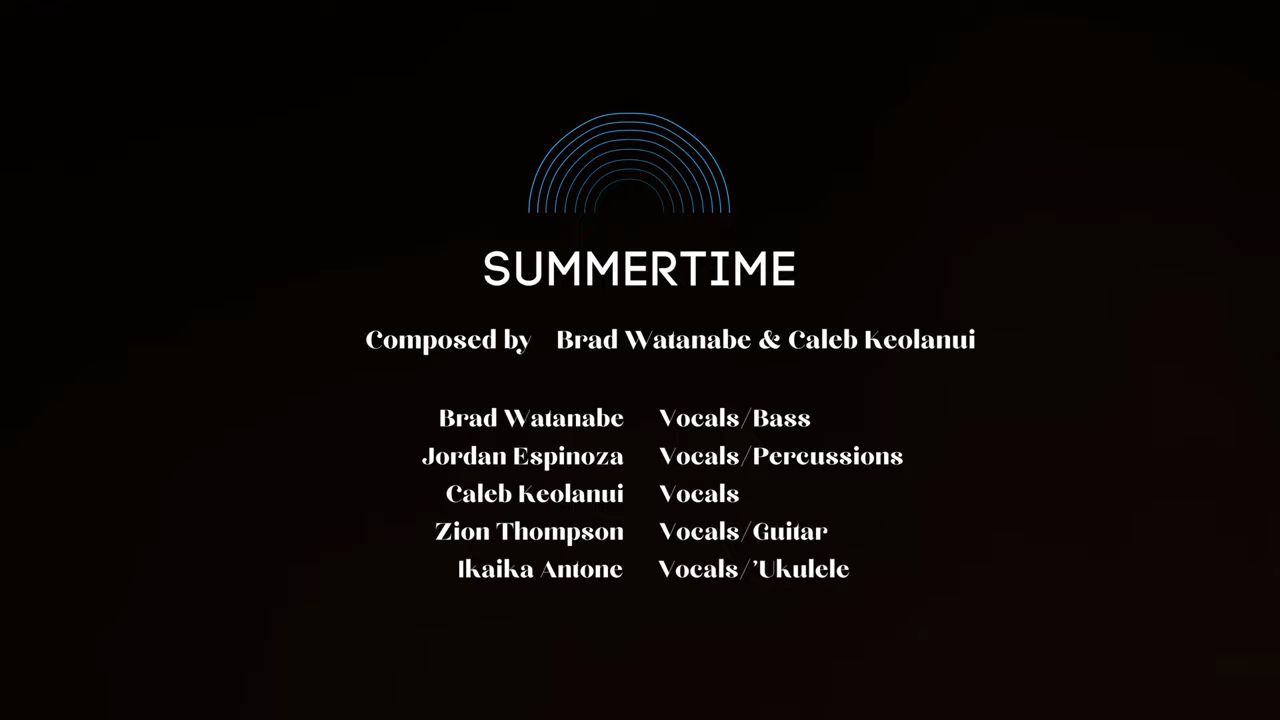 SUMMERTIME
Composed by Brad Watanabe & Caleb Keolanui
Brad Watanabe Vocals/Bass
Jordan Espinoza Vocals/Percussions
Caleb Keolanui Vocals
Zion Thompson Vocals/Guitar
Ikaika Antone Vocals/'Ukulele